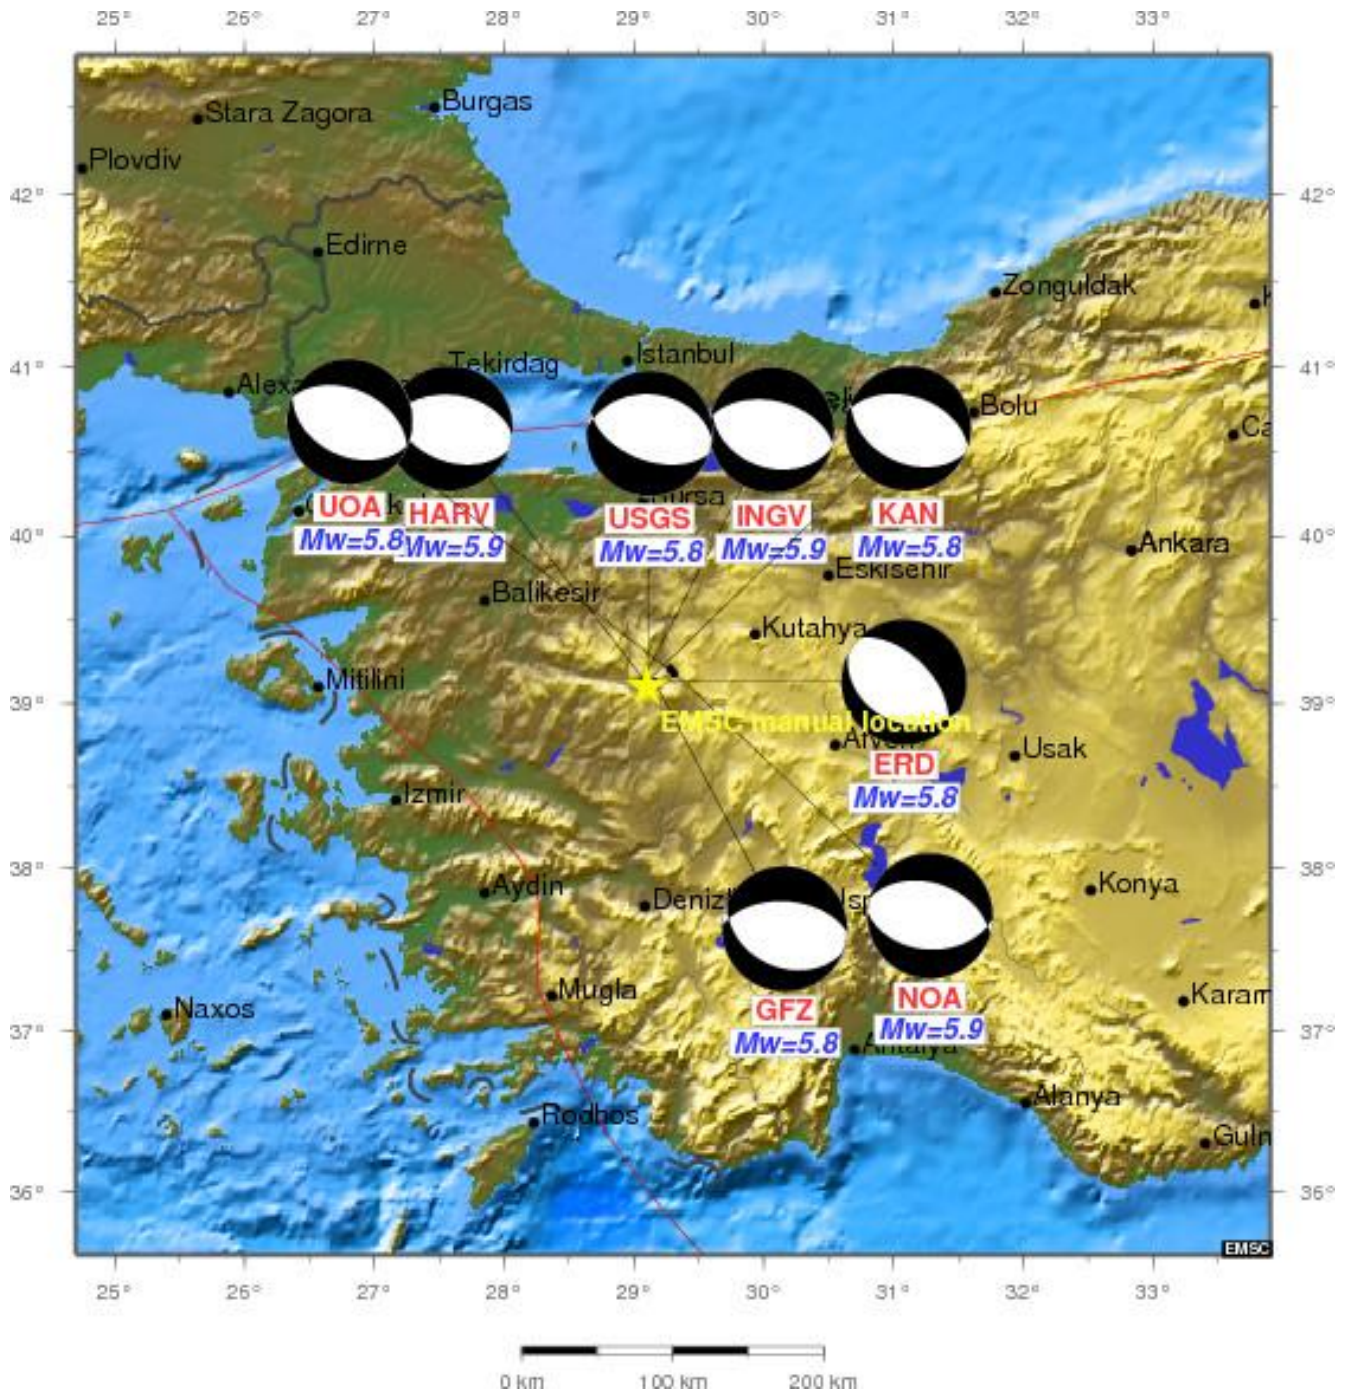 25° 26° 27° 28° 29° 30° 31° 32° 33°
Burgas
Stara Zagora
Plovdiv
42° 42°
Edirne
Zonguldak
Istanbul
Tekirdag
41° 41°
Bolu
UOA HARV USGS INGV KAN
Mw=5.8 Mw=5.9 Mw=5.8 Mw=5.9 Mw=5.8
40° 40°
Ankara
Eskisehir
Balikesir
Kutahya
Mitilini
39° 39°
EMSC manual location
Usak
ERD
Mw=5.8
Izmir
38° 38°
Aydin
Konya
Mugla
Karam
Naxos
GFZ NOA
Mw=5.8 Mw=5.9
37° 37°
Antalya
Alanya
Rodhos
Guln
36° 36°
EMSC
25° 26° 27° 28° 29° 30° 31° 32° 33°
0 km 100 km 200 km